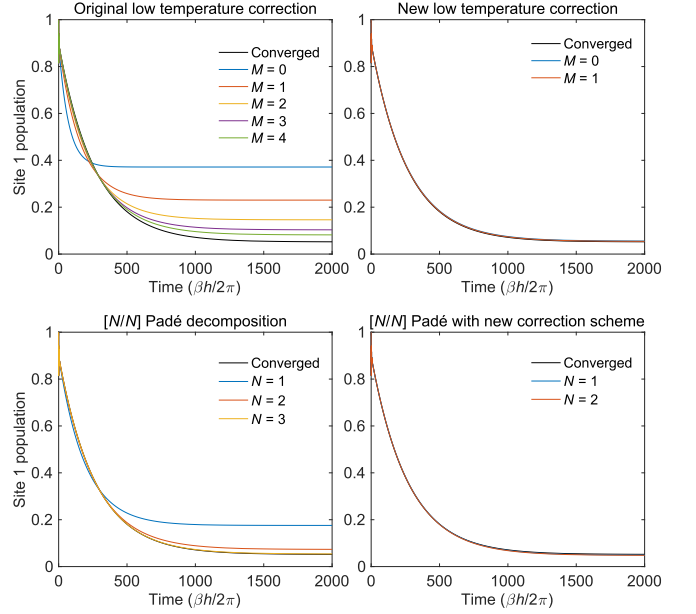 Original low temperature correction
1
0.8
0.6
0.4
0.2
0
Site 1 population
Converged
M = 0
M = 1
M = 2
M = 3
M = 4
0 500 1000 1500 2000
Time (βh/2π)
New low temperature correction
1
0.8
0.6
0.4
0.2
0
Converged
M = 0
M = 1
0 500 1000 1500 2000
Time (βh/2π)
[N/N] Padé decomposition
1
0.8
0.6
0.4
0.2
0
Site 1 population
Converged
N = 1
N = 2
N = 3
0 500 1000 1500 2000
Time (βh/2π)
[N/N] Padé with new correction scheme
1
0.8
0.6
0.4
0.2
0
Converged
N = 1
N = 2
0 500 1000 1500 2000
Time (βh/2π)